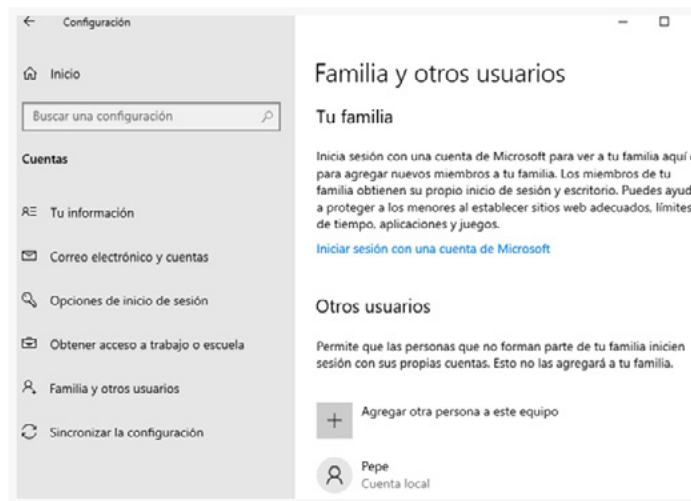 Configuración
Inicio
Buscar una configuración
Cuentas
Tu información
Correo electrónico y cuentas
Opciones de inicio de sesión
Obtener acceso a trabajo o escuela
Familia y otros usuarios
Sincronizar la configuración
Familia y otros usuarios
Tu familia
Inicia sesión con una cuenta de Microsoft para ver a tu familia aquí
para agregar nuevos miembros a tu familia. Los miembros de tu
familia obtienen su propio inicio de sesión y escritorio. Puedes ayud
a proteger a los menores al establecer sitios web adecuados, límites
de tiempo, aplicaciones y juegos.
Iniciar sesión con una cuenta de Microsoft
Otros usuarios
Permite que las personas que no forman parte de tu familia inicien
sesión con sus propias cuentas. Esto no las agregará a tu familia.
Agregar otra persona a este equipo
Pepe
Cuenta local